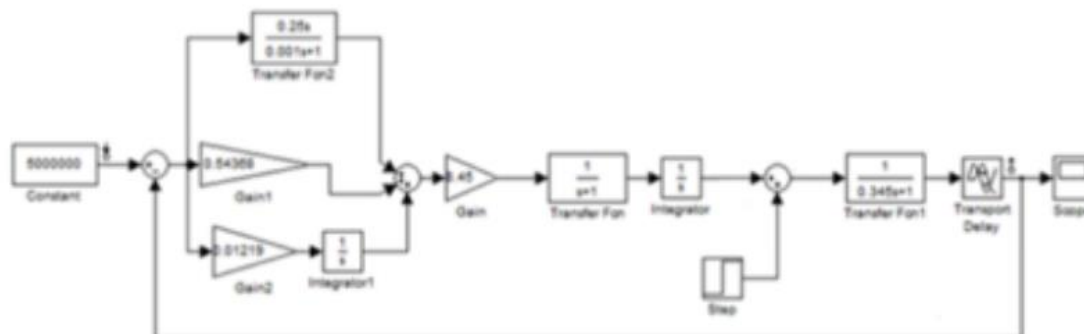 0.25s
0.001s+1
Transfer Fcn2
5000000
Constant
0.54368
Gain1
.45
Gain
1
s+1
Transfer Fcn
1
s
Integrator
1
0.345s+1
Transfer Fcn1
Transport
Delay
Scop
0.01219
Gain2
1
s
Integrator1
Step